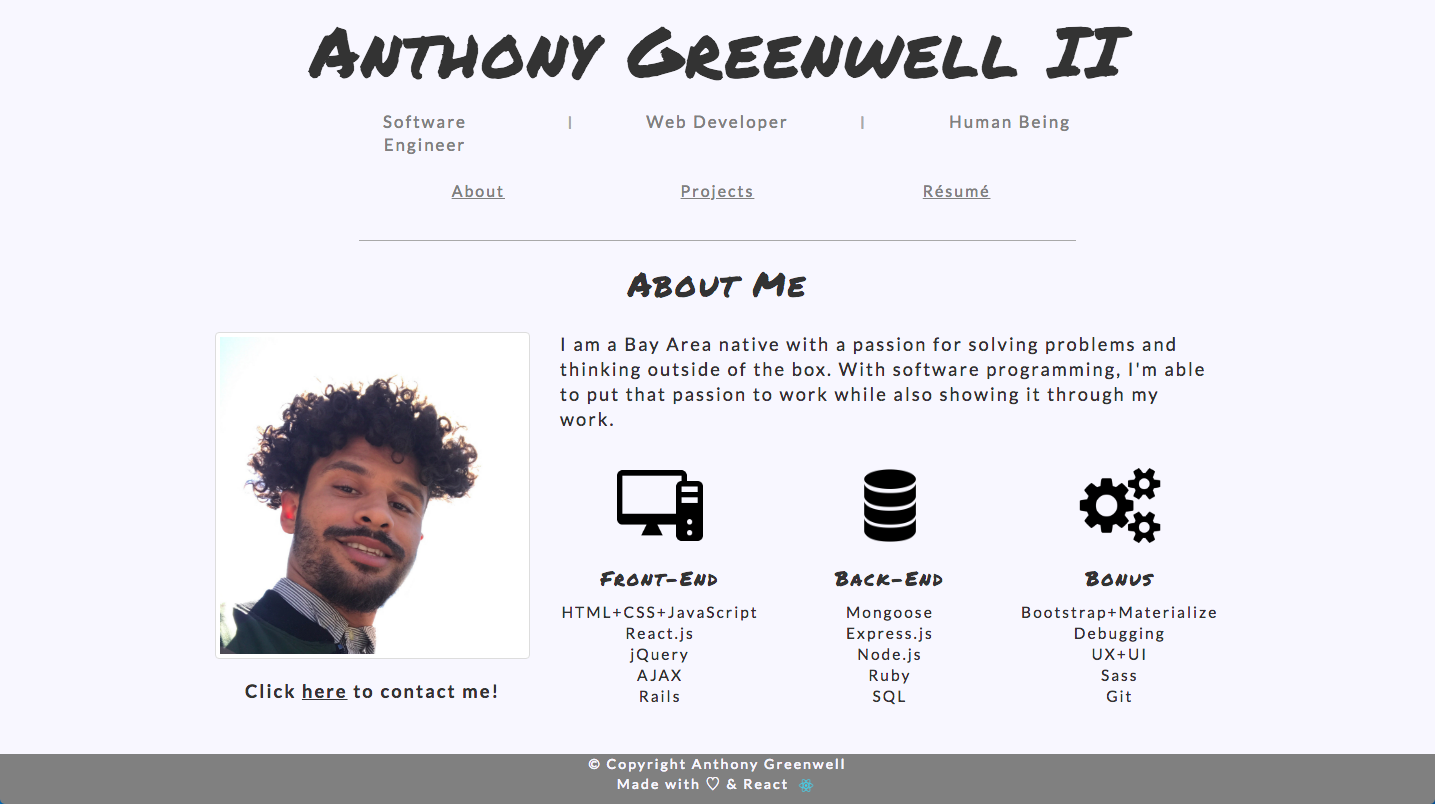 Anthony Greenwell II
Software Engineer | Web Developer | Human Being
About Projects Résumé
About Me
I am a Bay Area native with a passion for solving problems and
thinking outside of the box. With software programming, I'm able
to put that passion to work while also showing it through my
work.
Click here to contact me!
Front-End
HTML+CSS+JavaScript
React.js
jQuery
AJAX
Rails
Back-End
Mongoose
Express.js
Node.js
Ruby
SQL
Bonus
Bootstrap+Materialize
Debugging
UX+UI
Sass
Git
© Copyright Anthony Greenwell
Made with ♡ & React